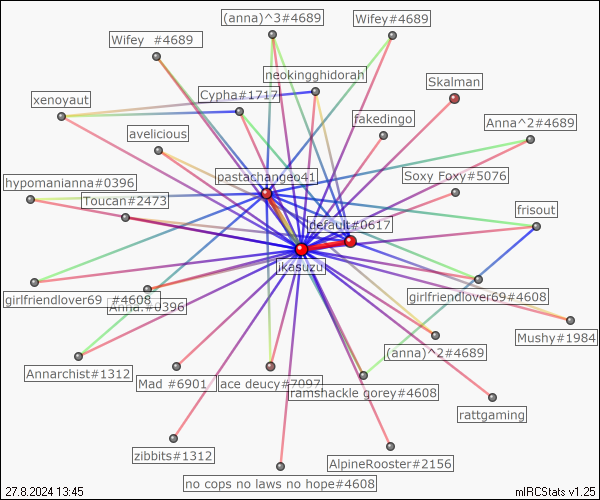 (anna)^3#4689
Wifey#4689
Wifey  #4689
neokingghidorah
Skalman
Cypha#1717
xenoyaut
fakedingo
Anna^2#4689
avelicious
pastachangeo41
Soxy Foxy#5076
hypomanianna#0396
Toucan#2473
frisout
default#0617
jkasuzu
girlfriendlover69  #4608
girlfriendlover69#4608
Anna.#0396
Mushy#1984
(anna)^2#4689
Annarchist#1312
Mad #6901
ace deucy#7097
ramshackle gorey#4608
rattgaming
zibbits#1312
AlpineRooster#2156
no cops no laws no hope#4608
27.8.2024 13:45
mIRCStats v1.25